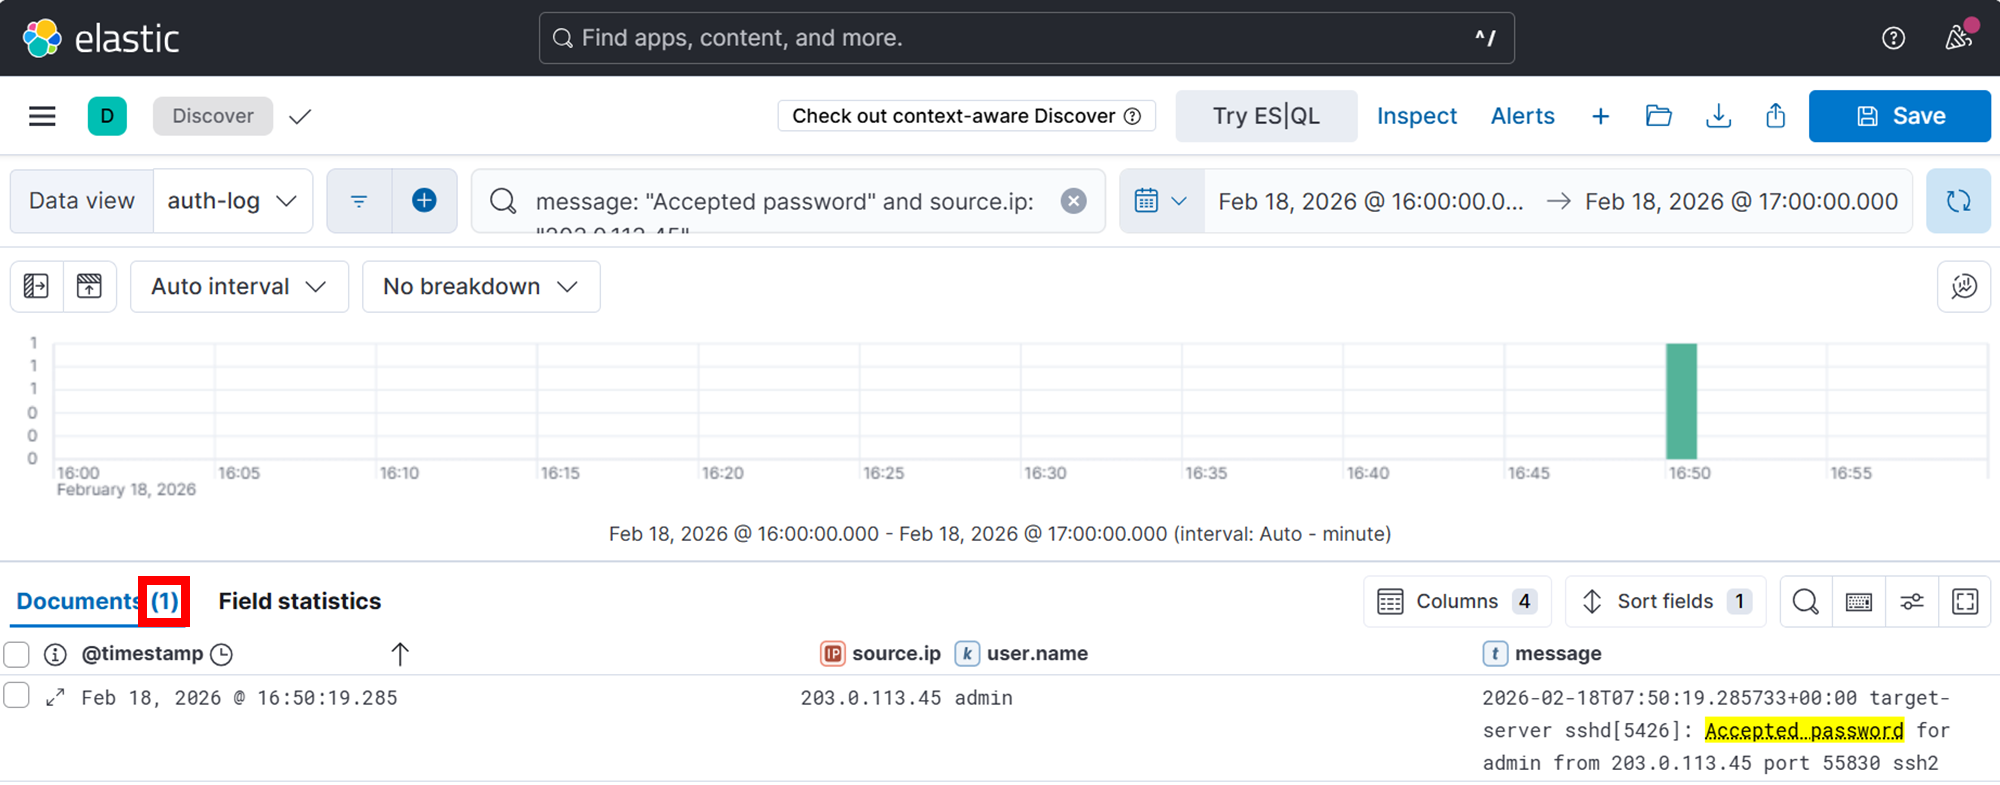 elastic
Find apps, content, and more.
^/
D
Discover
Check out context-aware Discover
Try ES|QL
Inspect
Alerts
Save
Data view
auth-log
message: "Accepted password" and source.ip:
"203.0.113.45"
Feb 18, 2026 @ 16:00:00.0...
Feb 18, 2026 @ 17:00:00.000
Auto interval
No breakdown
1
1
1
0
0
0
16:00 16:05 16:10 16:15 16:20 16:25 16:30 16:35 16:40 16:45 16:50 16:55
February 18, 2026
Feb 18, 2026 @ 16:00:00.000 - Feb 18, 2026 @ 17:00:00.000 (interval: Auto - minute)
Documents (1)
Field statistics
Columns 4
Sort fields 1
@timestamp
IP source.ip
k user.name
t message
Feb 18, 2026 @ 16:50:19.285
203.0.113.45
admin
2026-02-18T07:50:19.285733+00:00 target-
server sshd[5426]: Accepted password for
admin from 203.0.113.45 port 55830 ssh2